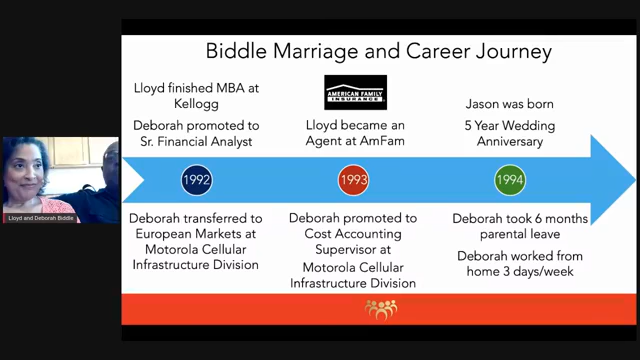 Biddle Marriage and Career Journey
Lloyd finished MBA at
Kellogg
Deborah promoted to
Sr. Financial Analyst
AMERICAN FAMILY
INSURANCE
Lloyd became an
Agent at AmFam
Jason was born
5 Year Wedding
Anniversary
1992
1993
1994
Deborah transferred to
European Markets at
Motorola Cellular
Infrastructure Division
Deborah promoted to
Cost Accounting
Supervisor at
Motorola Cellular
Infrastructure Division
Deborah took 6 months
parental leave
Deborah worked from
home 3 days/week
Lloyd and Deborah Biddle